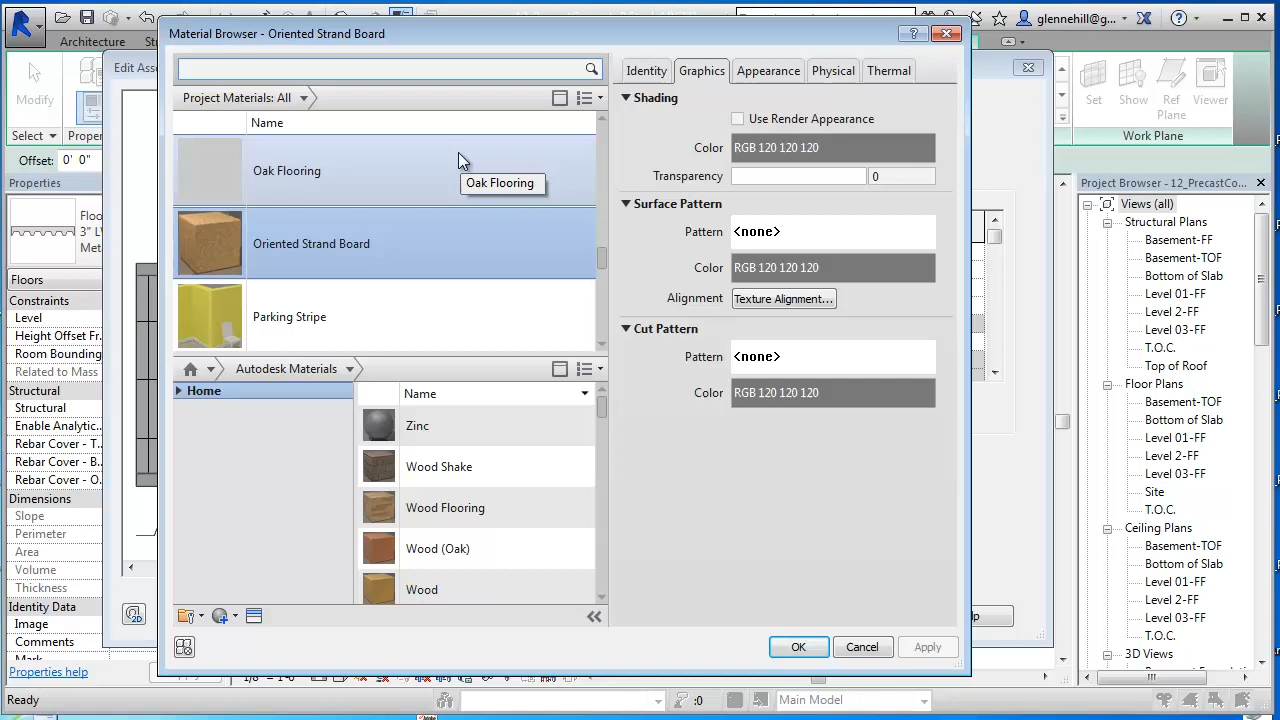 glennehill@g...
Material Browser - Oriented Strand Board
?
Architecture
Edit Ass
Modify
Select
Proper
Offset: 0' 0"
Properties
Floo
3" LV
Met
Floors
Constraints
Level
Height Offset Fr...
Room Bounding
Related to Mass
Structural
Structural
Enable Analytic...
Rebar Cover - T...
Rebar Cover - B...
Rebar Cover - O...
Dimensions
Slope
Perimeter
Area
Volume
Thickness
Identity Data
Image
Comments
Mark
Properties help
Ready
Project Materials: All
Name
Oak Flooring
Oak Flooring
Oriented Strand Board
Parking Stripe
Autodesk Materials
Home
Name
Zinc
Wood Shake
Wood Flooring
Wood (Oak)
Wood
Identity
Graphics
Appearance
Physical
Thermal
Shading
Use Render Appearance
Color RGB 120 120 120
Transparency 0
Surface Pattern
Pattern <none>
Color RGB 120 120 120
Alignment Texture Alignment...
Cut Pattern
Pattern <none>
Color RGB 120 120 120
OK
Cancel
Apply
Set
Show
Ref
Plane
Viewer
Work Plane
Project Browser - 12_PrecastCo...
Views (all)
Structural Plans
Basement-FF
Basement-TOF
Bottom of Slab
Level 01-FF
Level 2-FF
Level 03-FF
T.O.C.
Top of Roof
Floor Plans
Basement-TOF
Bottom of Slab
Level 01-FF
Level 2-FF
Level 03-FF
Site
T.O.C.
Ceiling Plans
Basement-TOF
Bottom of Slab
Level 01-FF
Level 2-FF
Level 03-FF
T.O.C.
3D Views
:0
Main Model